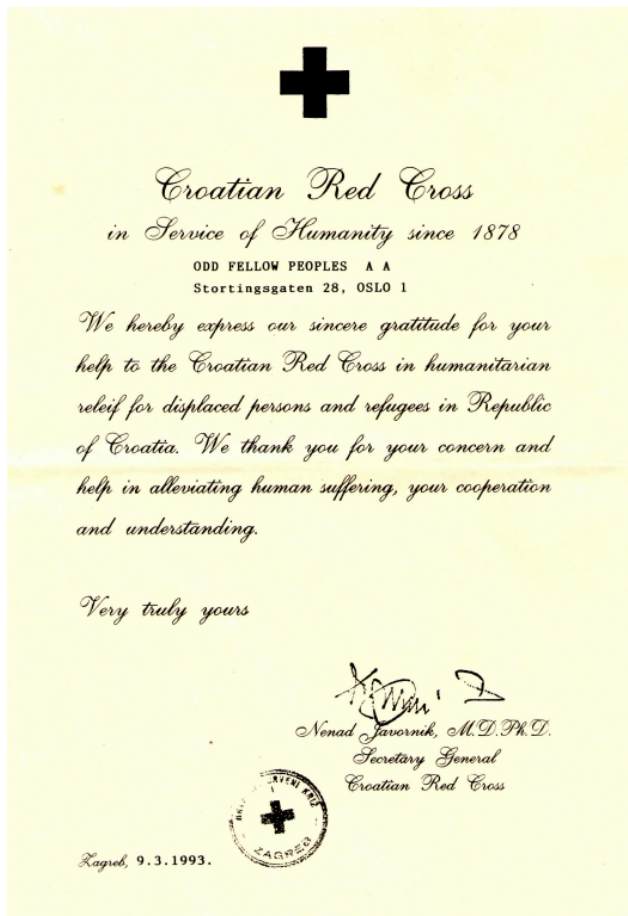 Croatian Red Cross
in Service of Humanity since 1878
ODD FELLOW PEOPLES A A
Stortingsgaten 28, OSLO 1
We hereby express our sincere gratitude for your
help to the Croatian Red Cross in humanitarian
releif for displaced persons and refugees in Republic
of Croatia. We thank you for your concern and
help in alleviating human suffering, your cooperation
and understanding.
Very truly yours
Nenad Javornik, M.D.Ph.D.
Secretary General
Croatian Red Cross
CRVENI KRIŽ
ZAGREB
Zagreb, 9.3.1993.